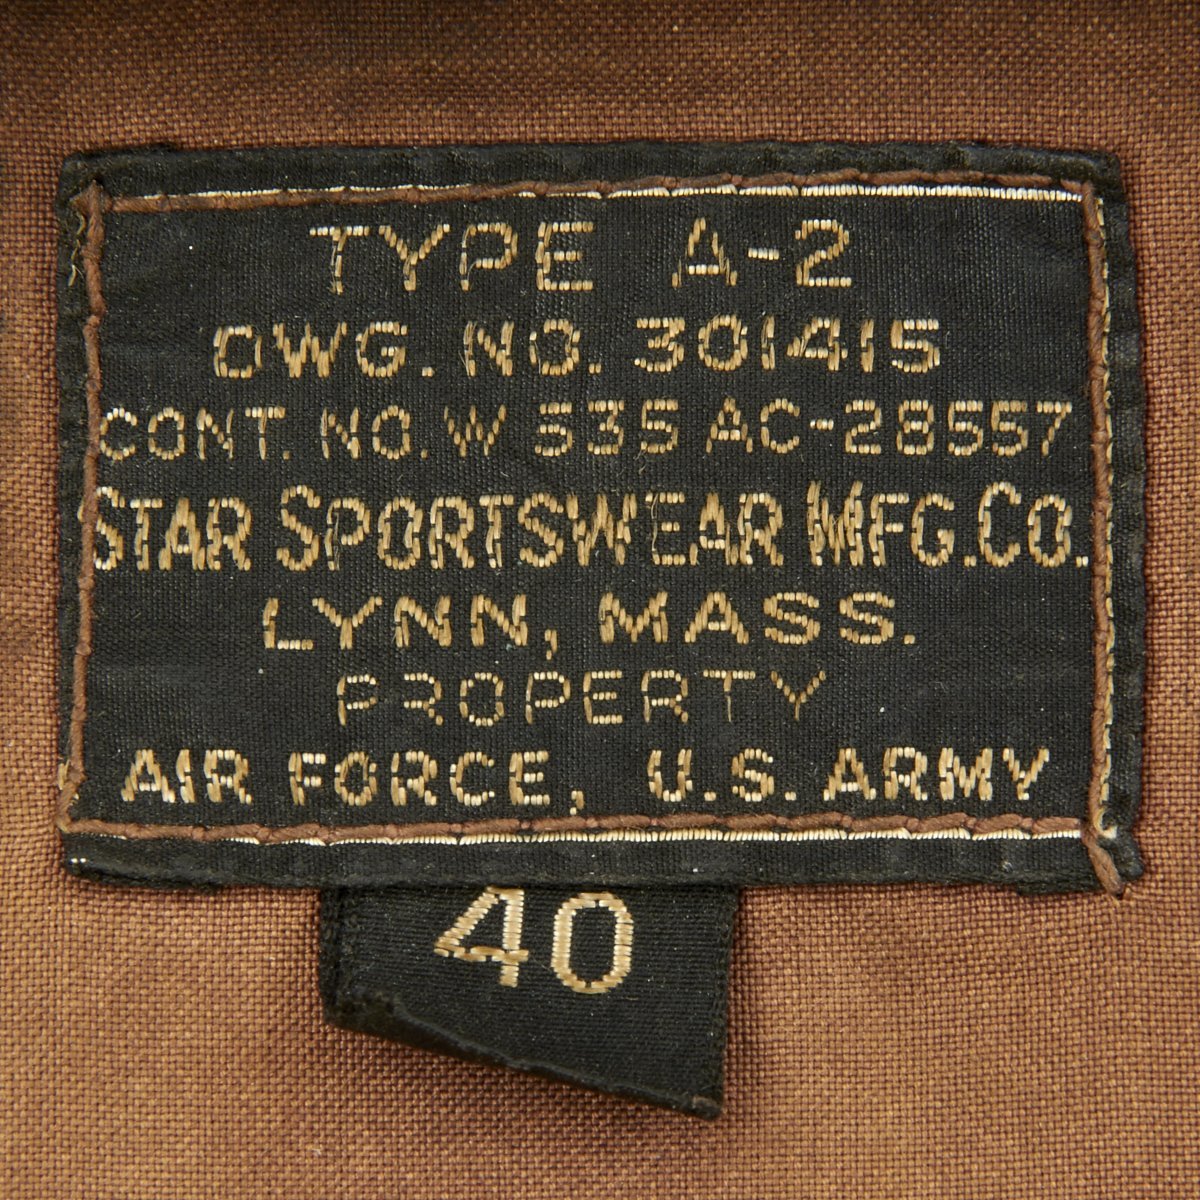 TYPE A-2
DWG. NO. 301415
CONT. NO. W 535 AC-28557
STAR SPORTSWEAR MFG. CO.
LYNN, MASS.
PROPERTY
AIR FORCE, U.S. ARMY
40